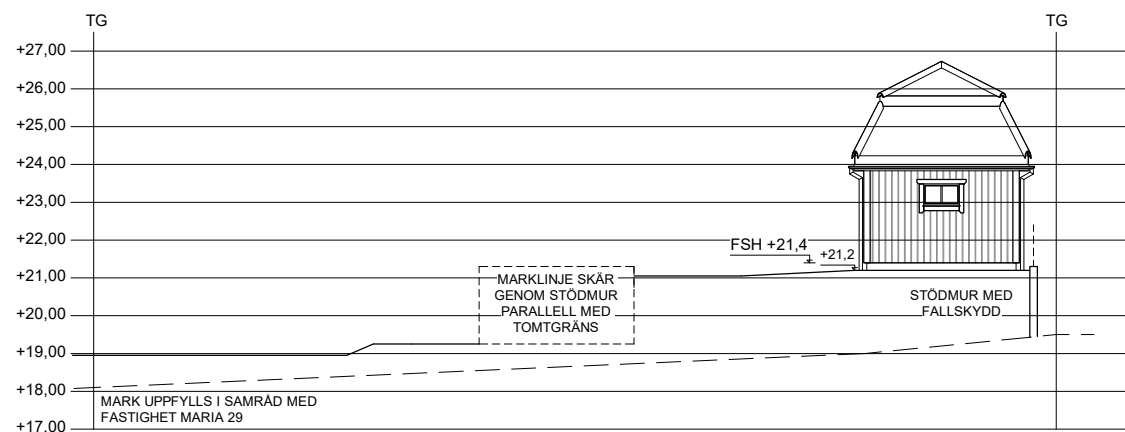 TG
TG
+27,00
+26,00
+25,00
+24,00
+23,00
+22,00
+21,00
+20,00
+19,00
+18,00
+17,00
FSH +21,4
+21,2
MARKLINJE SKÄR
GENOM STÖDMUR
PARALLELL MED
TOMTGRÄNS
STÖDMUR MED
FALLSKYDD
MARK UPPFYLLS I SAMRÅD MED
FASTIGHET MARIA 29